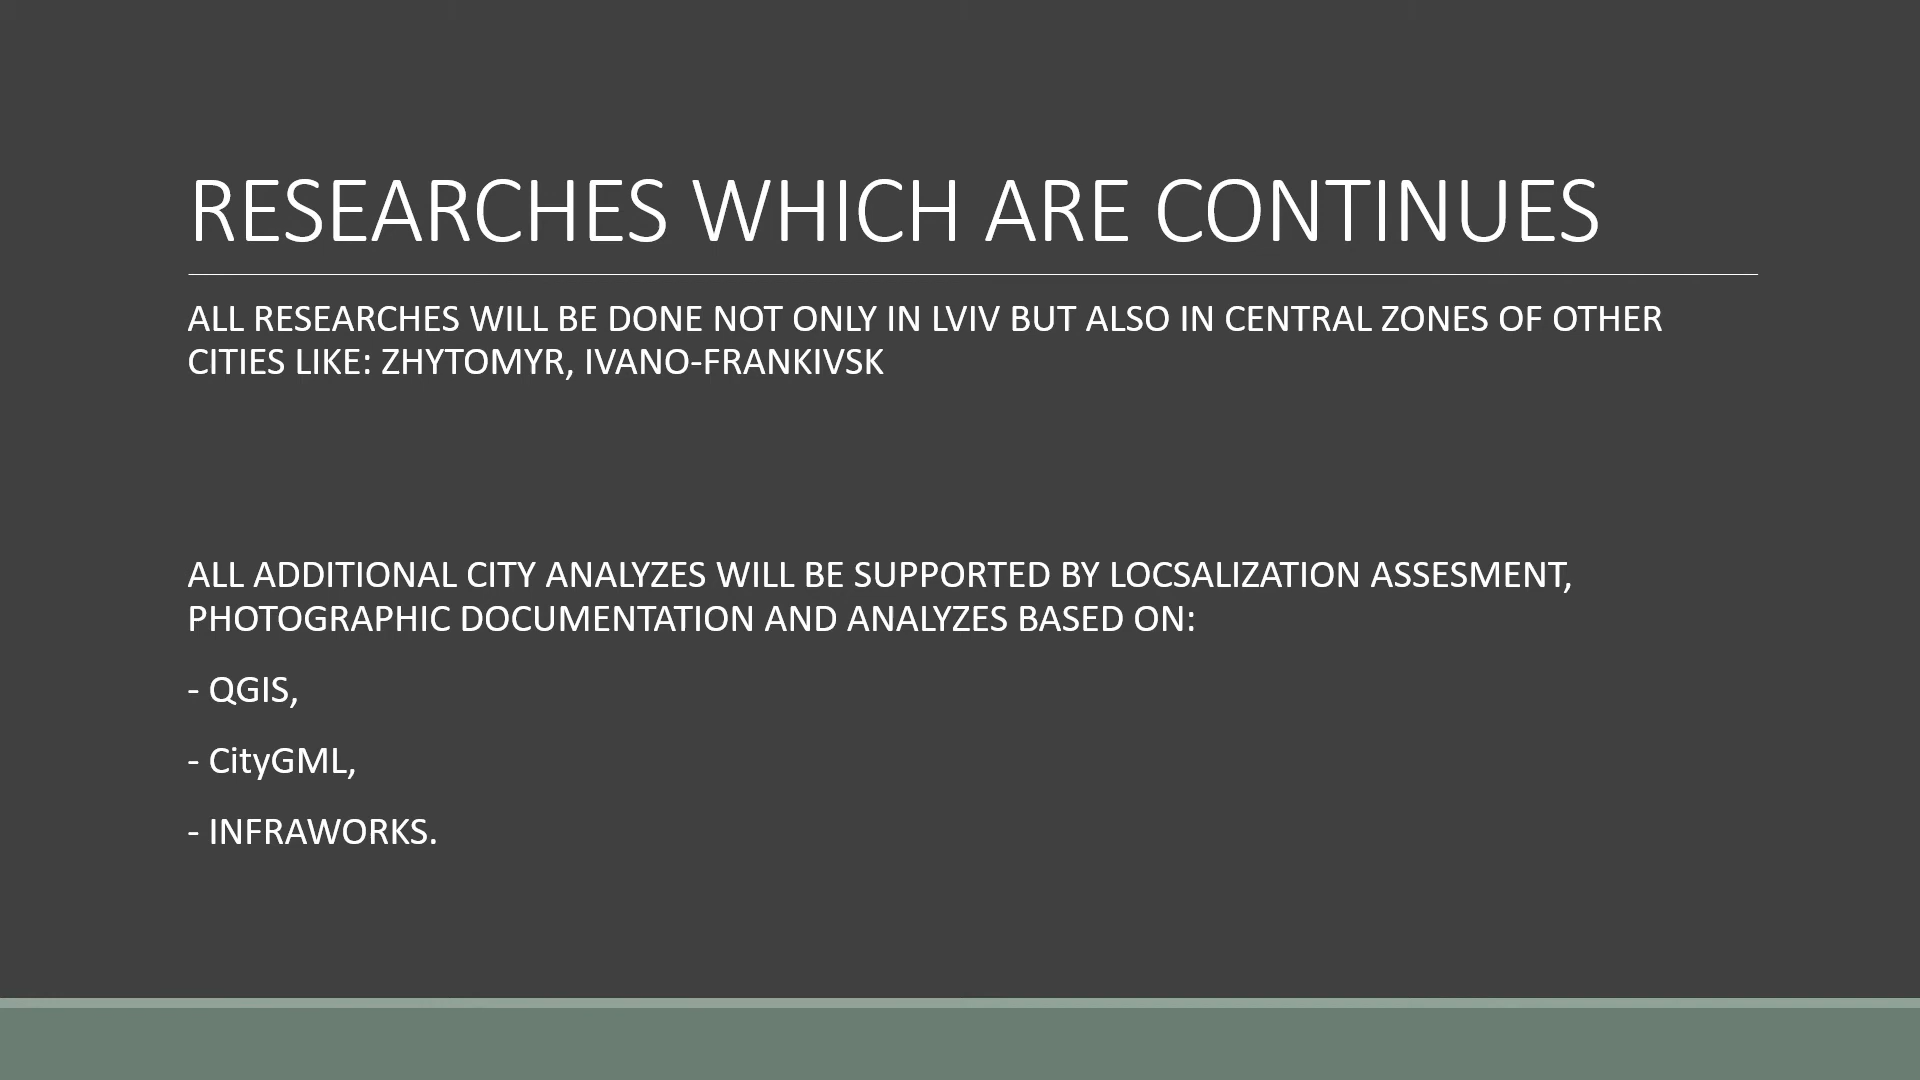 RESEARCHES WHICH ARE CONTINUES
ALL RESEARCHES WILL BE DONE NOT ONLY IN LVIV BUT ALSO IN CENTRAL ZONES OF OTHER
CITIES LIKE: ZHYTOMYR, IVANO-FRANKIVSK
ALL ADDITIONAL CITY ANALYZES WILL BE SUPPORTED BY LOCSALIZATION ASSESMENT,
PHOTOGRAPHIC DOCUMENTATION AND ANALYZES BASED ON:
- QGIS,
- CityGML,
- INFRAWORKS.